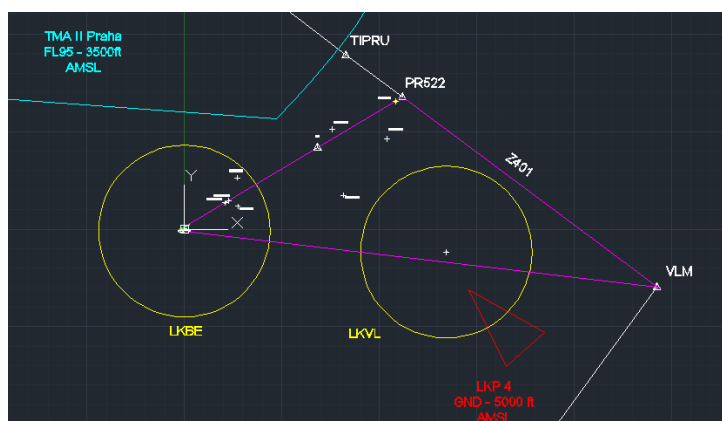 TMA II Praha
FL95 - 3500ft
AMSL
TIPRU
PR522
Z401
Y
X
VLM
LKBE
LKVL
LKP 4
GND - 5000 ft
AMSL